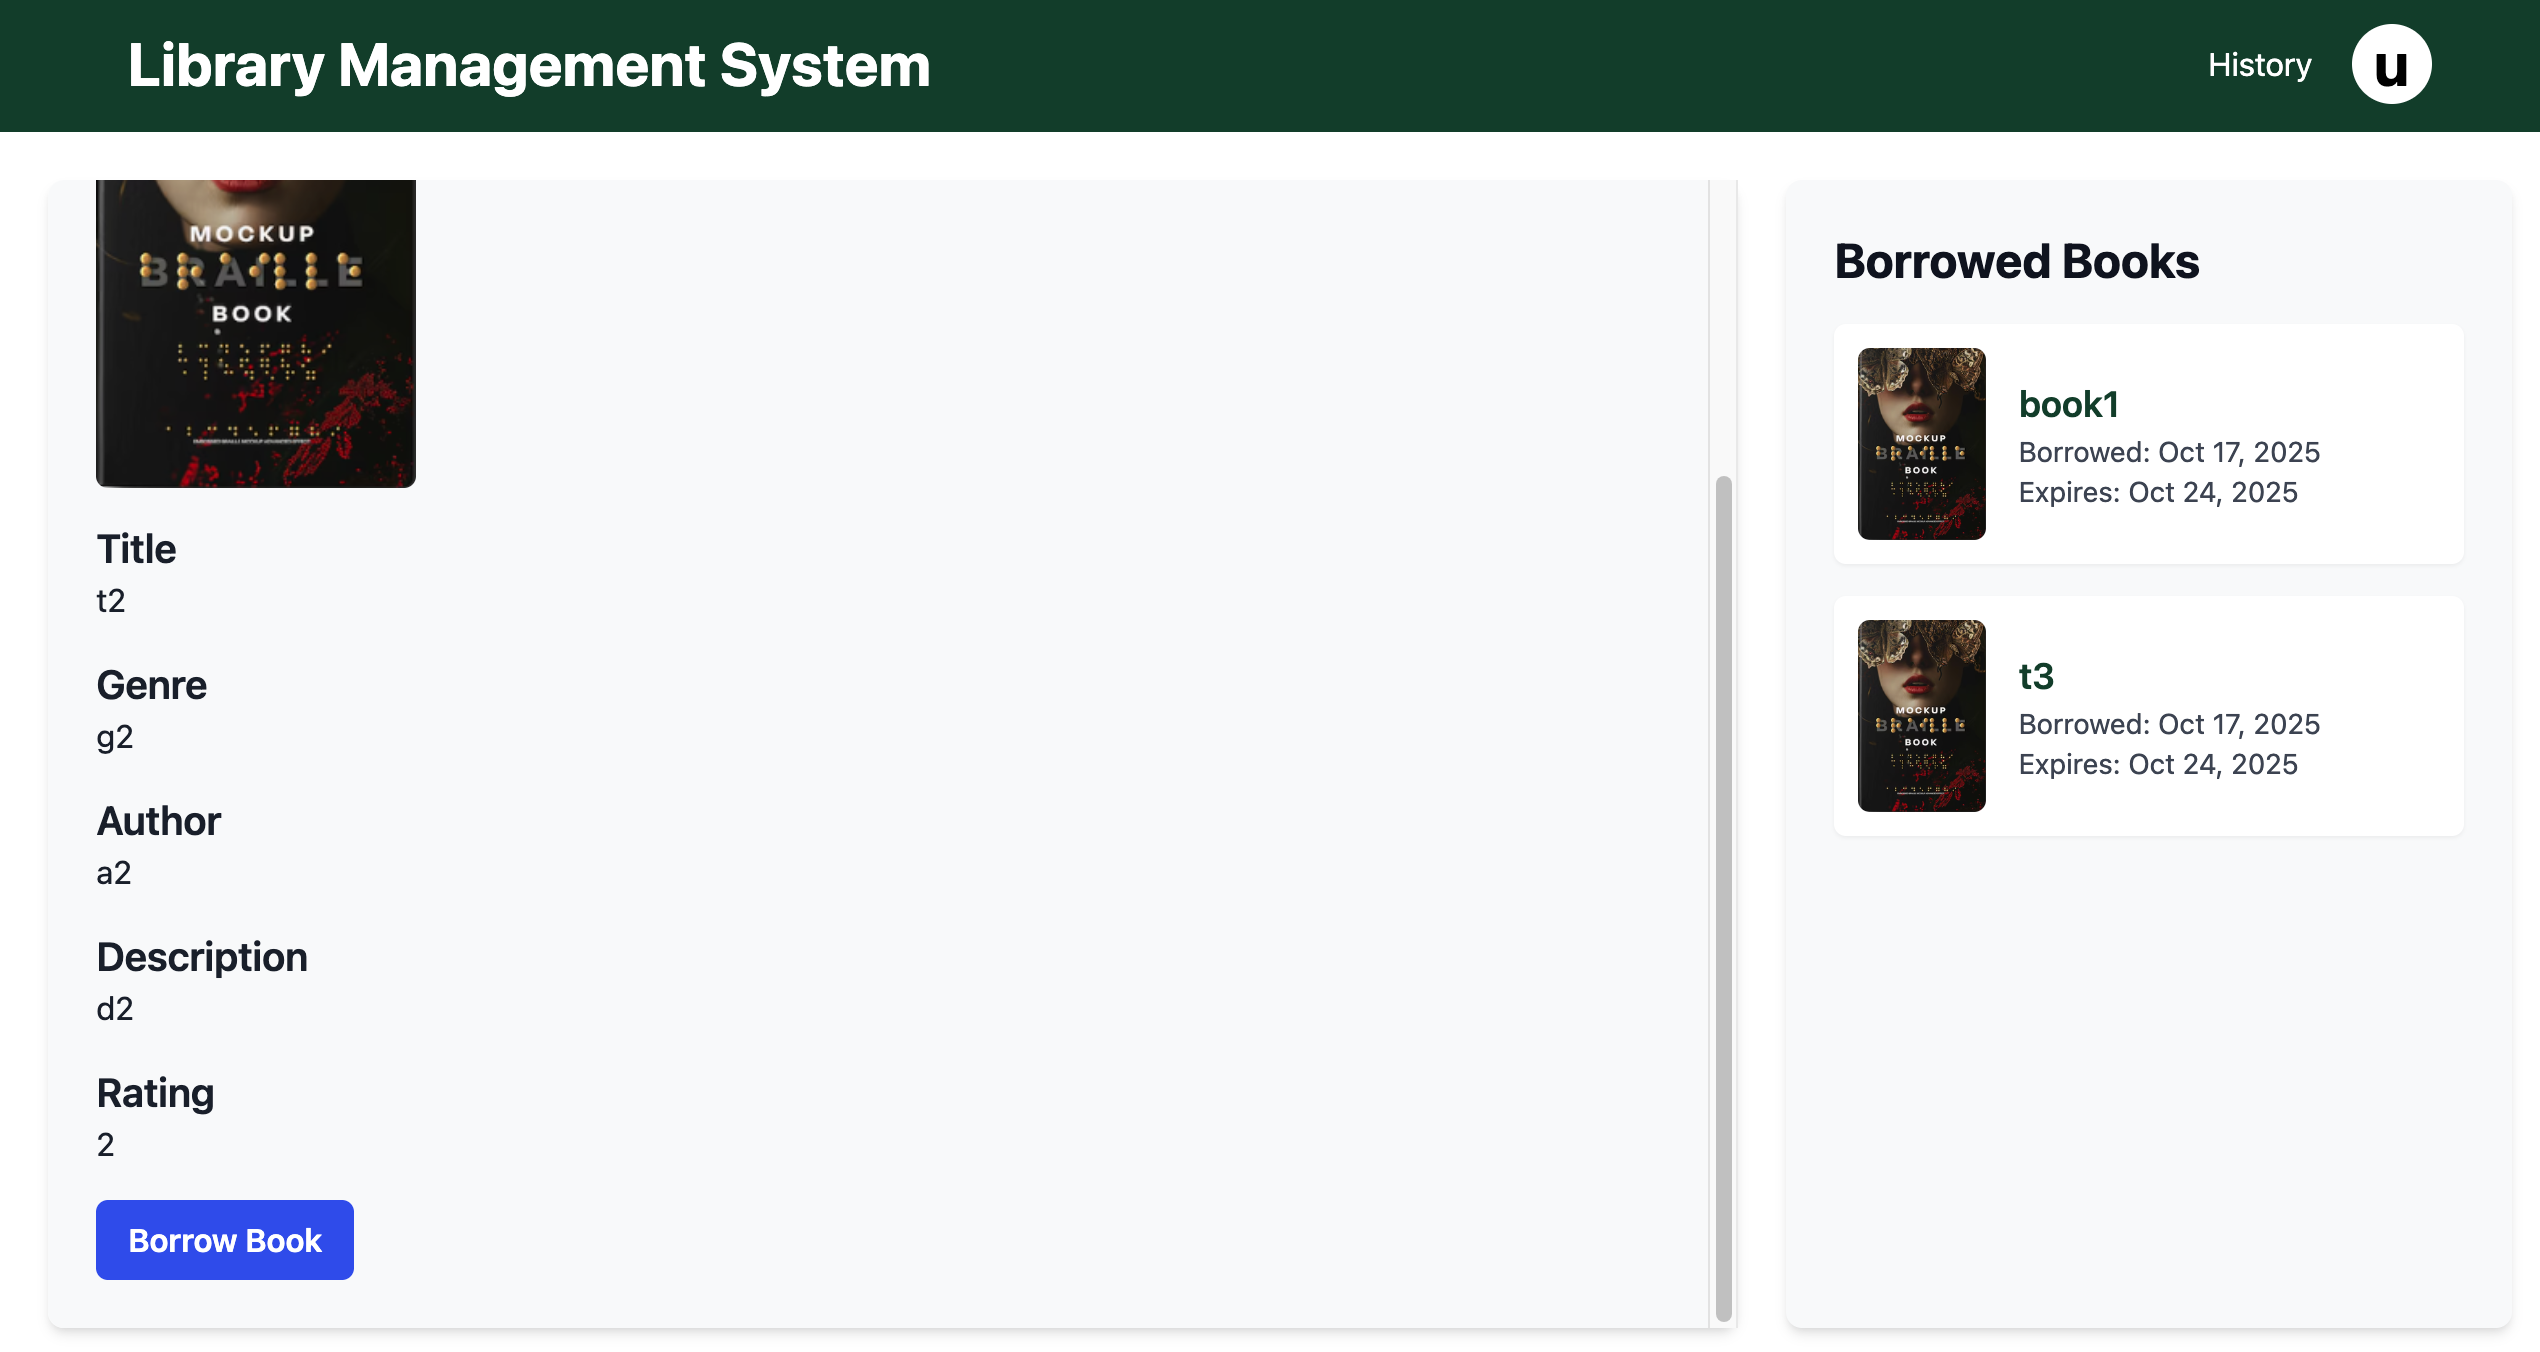 Library Management System
History
u
MOCKUP
BRAILLE
BOOK
Title
t2
Genre
g2
Author
a2
Description
d2
Rating
2
Borrow Book
Borrowed Books
MOCKUP
BRAILLE
BOOK
book1
Borrowed: Oct 17, 2025
Expires: Oct 24, 2025
MOCKUP
BRAILLE
BOOK
t3
Borrowed: Oct 17, 2025
Expires: Oct 24, 2025